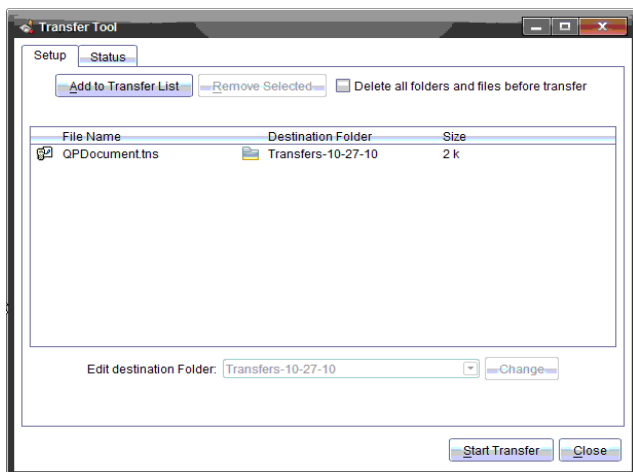 Transfer Tool
Setup Status
Add to Transfer List Remove Selected Delete all folders and files before transfer
File Name Destination Folder Size
QPDocument.tns Transfers-10-27-10 2 k
Edit destination Folder: Transfers-10-27-10 Change
Start Transfer Close